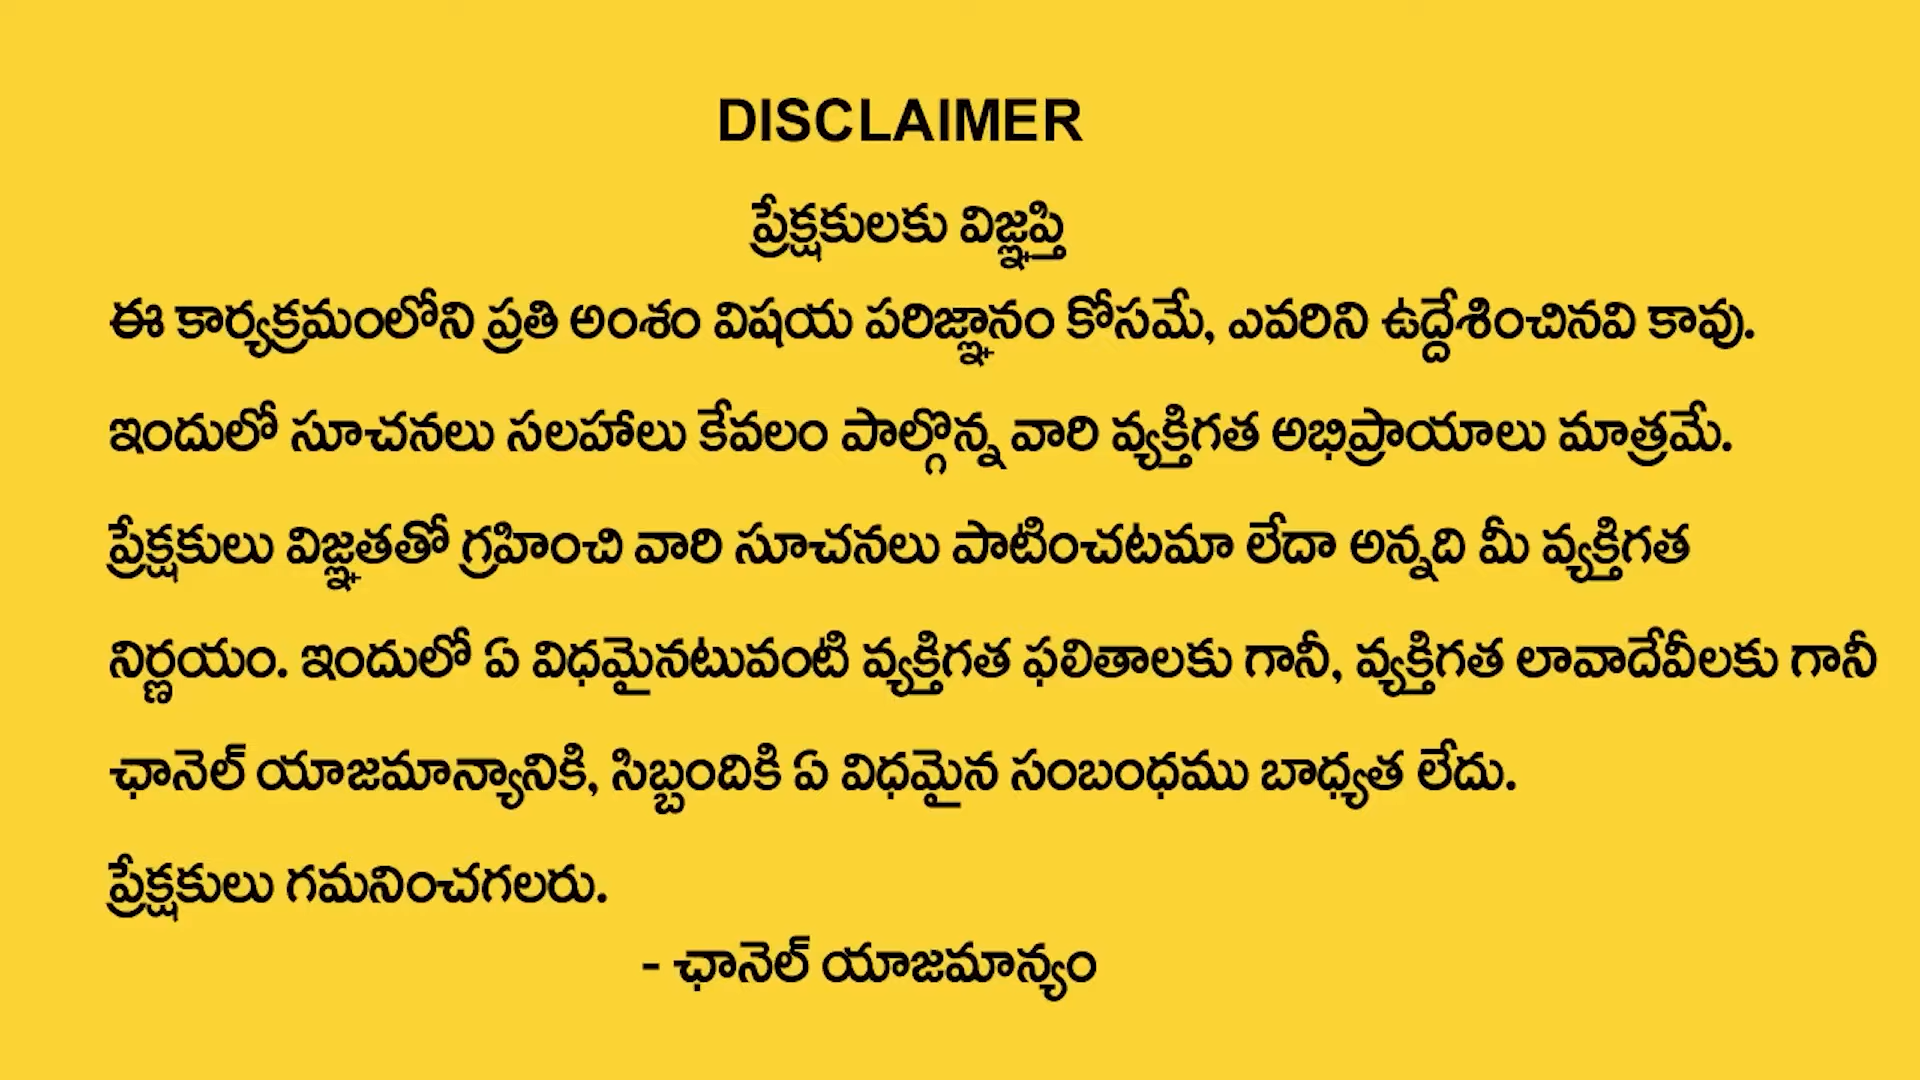 DISCLAIMER
ప్రేక్షకులకు విజ్ఞప్తి
ఈ కార్యక్రమంలోని ప్రతి అంశం విషయ పరిజ్ఞానం కోసమే, ఎవరిని ఉద్దేశించినవి కావు.
ఇందులో సూచనలు సలహాలు కేవలం పాల్గొన్న వారి వ్యక్తిగత అభిప్రాయాలు మాత్రమే.
ప్రేక్షకులు విజ్ఞతతో గ్రహించి వారి సూచనలు పాటించటమా లేదా అన్నది మీ వ్యక్తిగత
నిర్ణయం. ఇందులో ఏ విధమైనటువంటి వ్యక్తిగత ఫలితాలకు గానీ, వ్యక్తిగత లావాదేవీలకు గానీ
ఛానెల్ యాజమాన్యానికి, సిబ్బందికి ఏ విధమైన సంబంధము బాధ్యత లేదు.
ప్రేక్షకులు గమనించగలరు.
- ఛానెల్ యాజమాన్యం